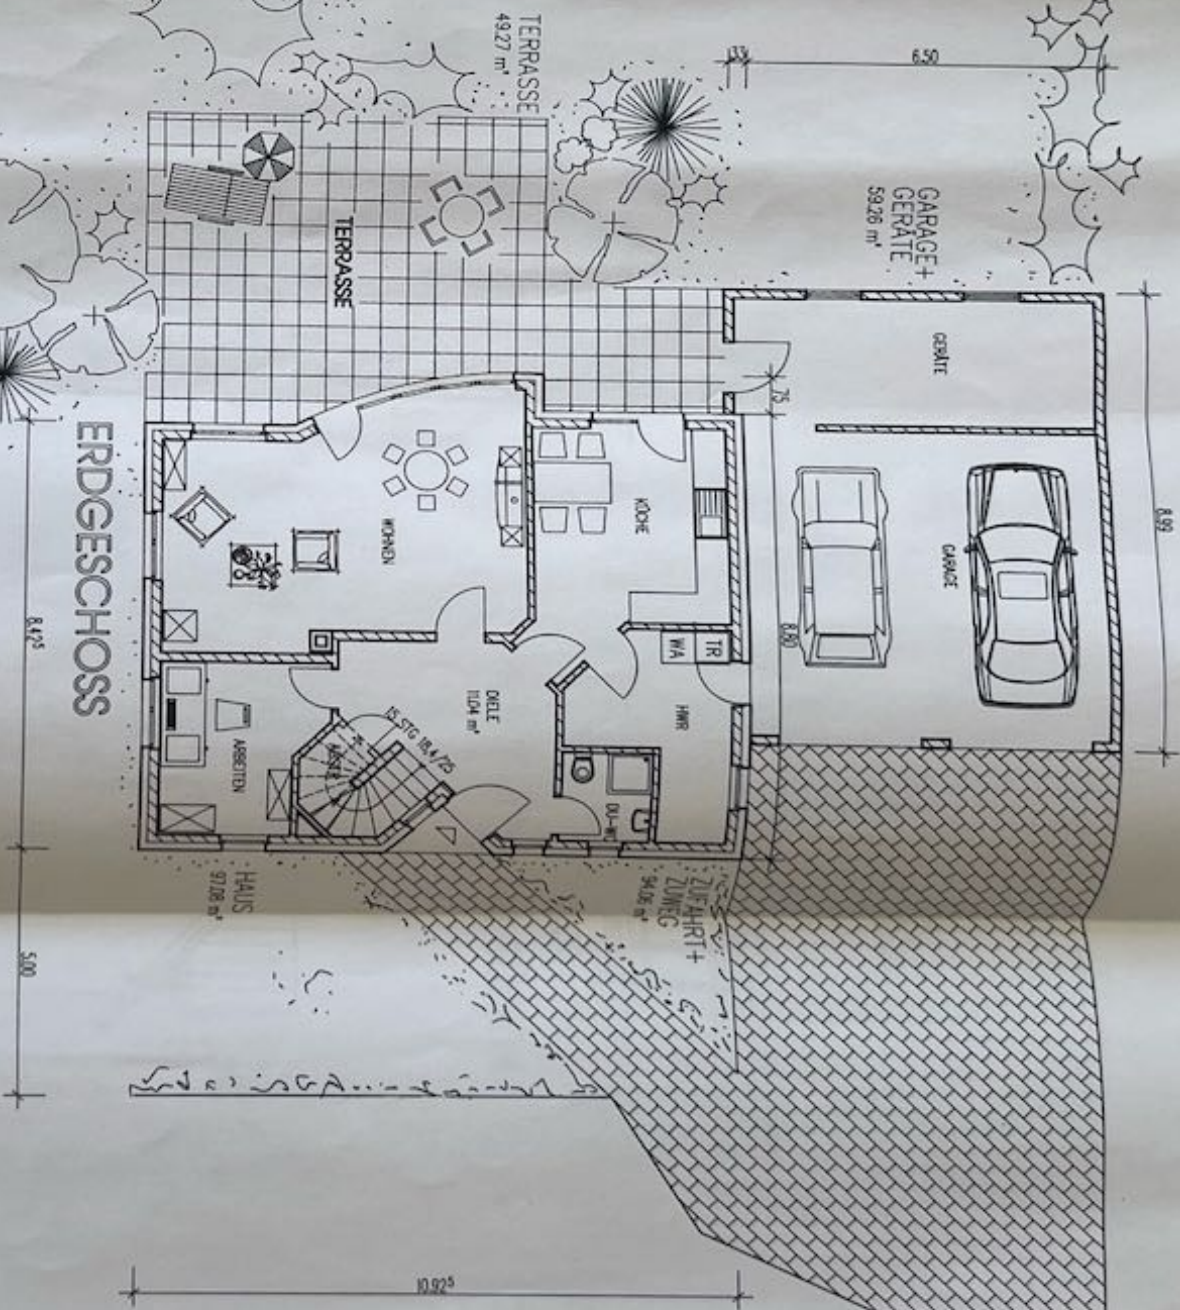 TERRASSE
49.27 m²
33
6.50
GARAGE+
GERÄTE
59.26 m²
TERRASSE
GERÄTE
75
8.99
ERDGESCHOSS
KÜCHE
WOHNEN
GARAGE
8.80
8.42⁵
TR
WA
DIELE
11.04 m²
HWR
15 STG 18,4/25
ARBEITEN
DU-WC
HAUS
97.08 m²
ZUFAHRT+
ZUWEG
94.06 m²
5.00
10.92⁵